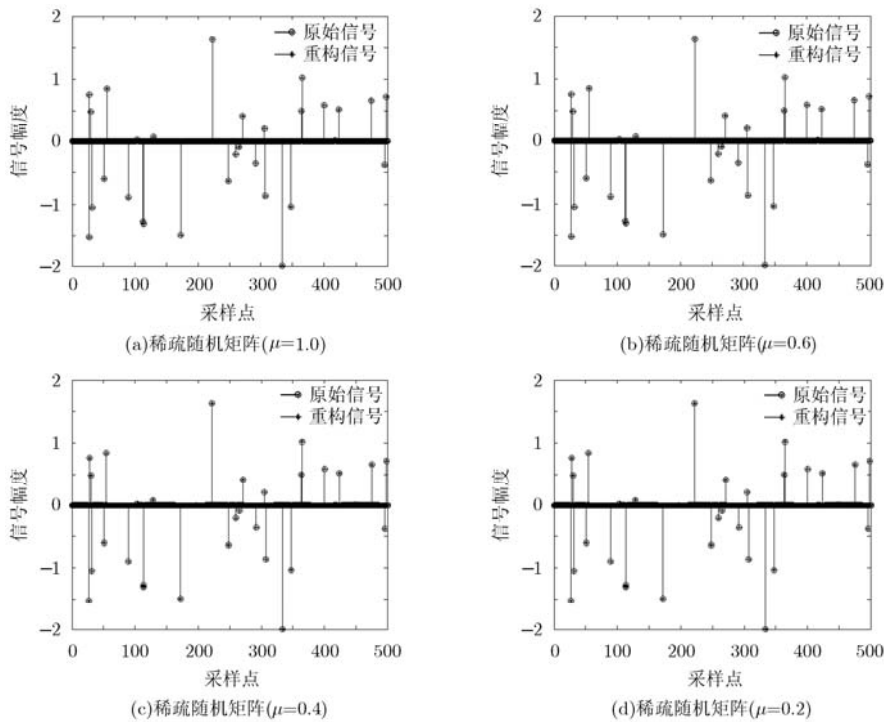 2
1
0
−1
−2
信号幅度
原始信号
重构信号
0 100 200 300 400 500
采样点
(a)稀疏随机矩阵(μ=1.0)
2
1
0
−1
−2
信号幅度
原始信号
重构信号
0 100 200 300 400 500
采样点
(b)稀疏随机矩阵(μ=0.6)
2
1
0
−1
−2
信号幅度
原始信号
重构信号
0 100 200 300 400 500
采样点
(c)稀疏随机矩阵(μ=0.4)
2
1
0
−1
−2
信号幅度
原始信号
重构信号
0 100 200 300 400 500
采样点
(d)稀疏随机矩阵(μ=0.2)